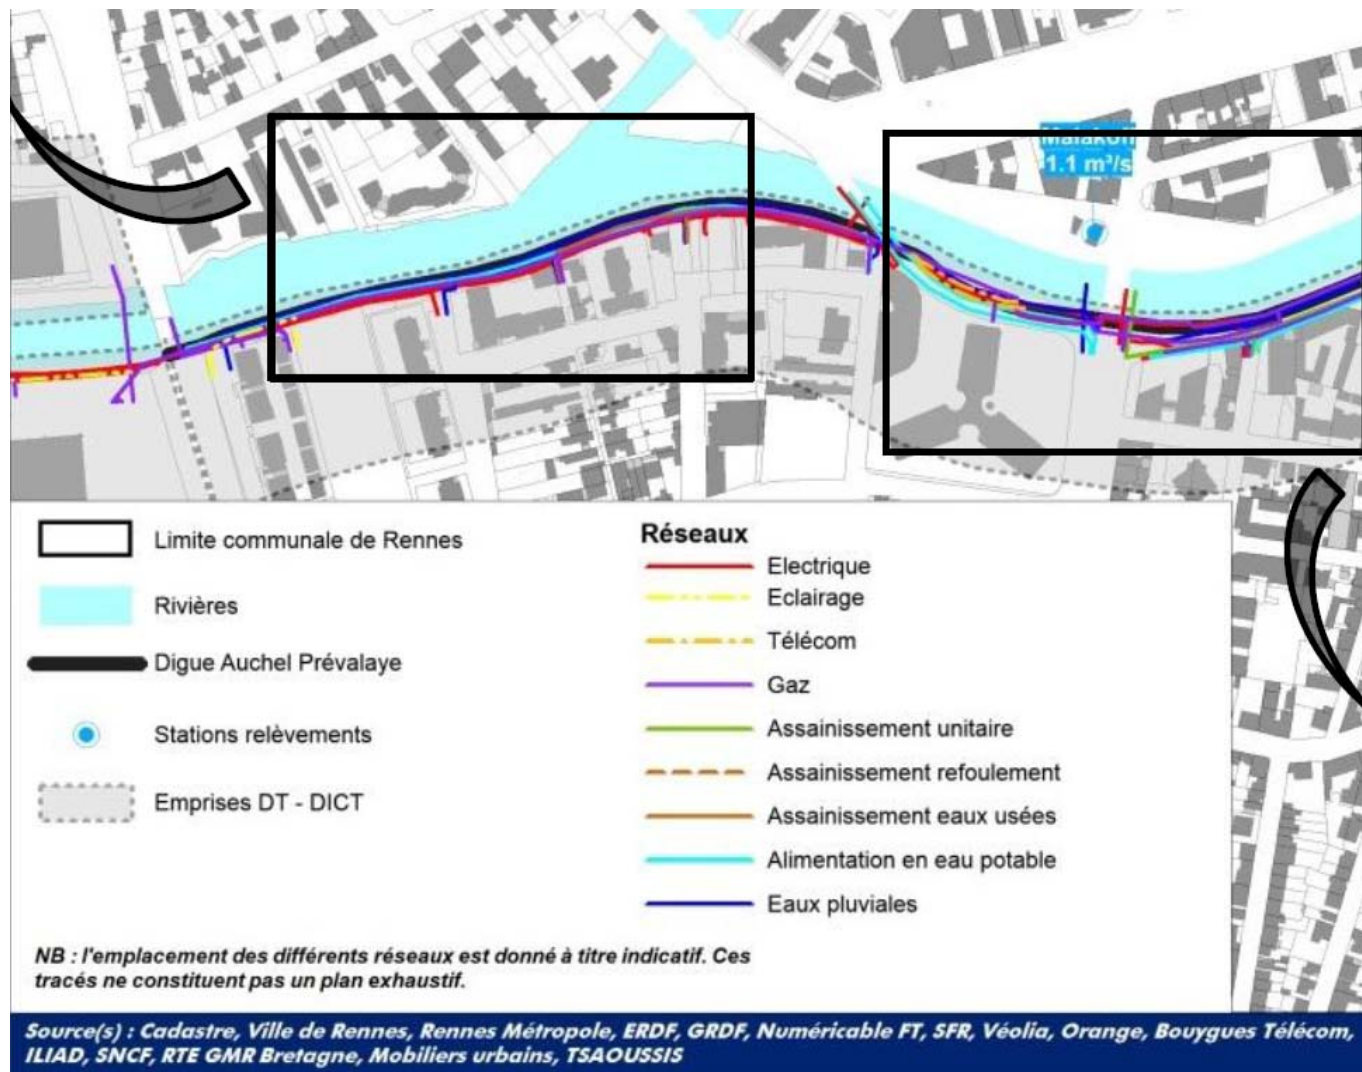 Malakoff
1.1 m³/s
Limite communale de Rennes
Rivières
Digue Auchel Prévalaye
Stations relèvements
Emprises DT - DICT
Réseaux
Electrique
Eclairage
Télécom
Gaz
Assainissement unitaire
Assainissement refoulement
Assainissement eaux usées
Alimentation en eau potable
Eaux pluviales
NB : l'emplacement des différents réseaux est donné à titre indicatif. Ces
tracés ne constituent pas un plan exhaustif.
Source(s) : Cadastre, Ville de Rennes, Rennes Métropole, ERDF, GRDF, Numéricable FT, SFR, Véolia, Orange, Bouygues Télécom,
ILIAD, SNCF, RTE GMR Bretagne, Mobiliers urbains, TSAOUSSIS